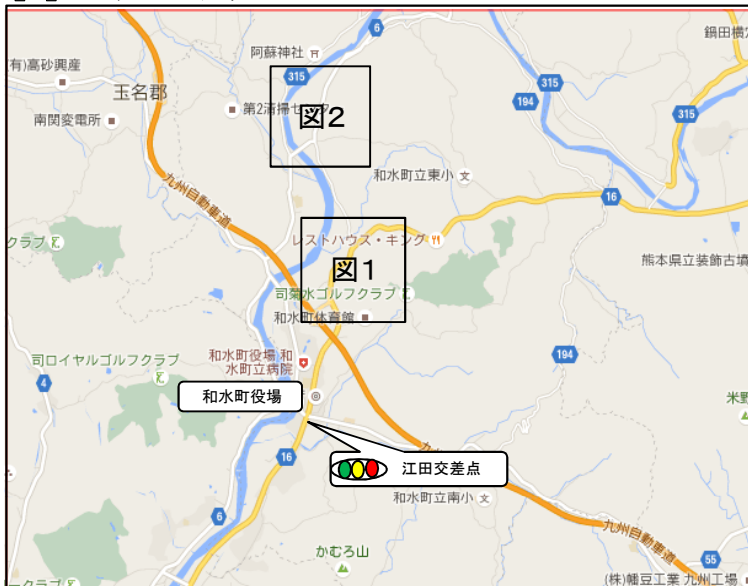 6
阿蘇神社
鍋田横穴
有)高砂興産
315
315
玉名郡
194
第2清掃セ
図2
315
南関変電所
和水町立東小
16
九州自動車道
レストハウス・キング
クラブ
図1
熊本県立装飾古墳
司菊水ゴルフクラブ
和水町体育館
194
和水町役場 和
水町立病院
司ロイヤルゴルフクラブ
4
和水町役場
米野
16
江田交差点
和水町立南小
6
九州自動車道
かむろ山
55
(株)幡豆工業 九州工場
ークラブ